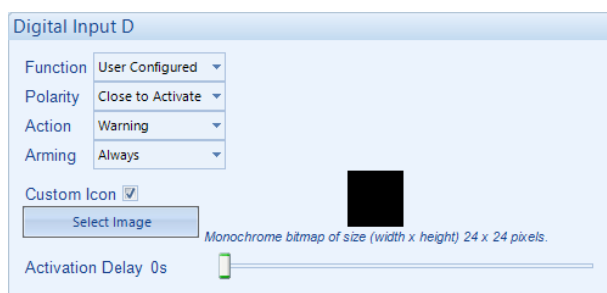 Digital Input D
Function User Configured
Polarity Close to Activate
Action Warning
Arming Always
Custom Icon
Select Image
Monochrome bitmap of size (width x height) 24 x 24 pixels.
Activation Delay 0s